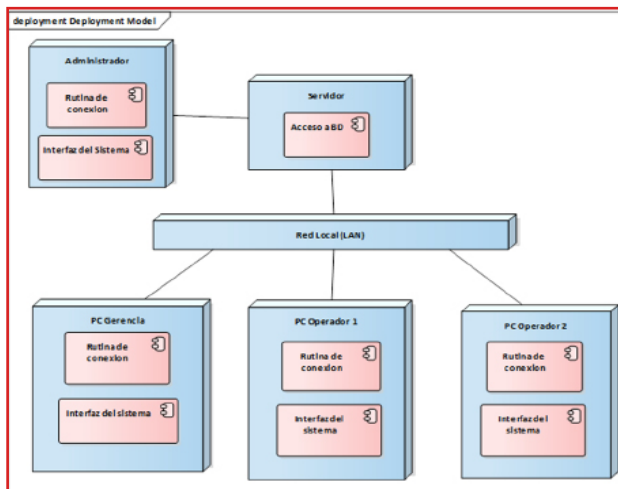 deployment Deployment Model
Administrador
Rutina de
conexion
Interfaz del Sistema
Servidor
Acceso a BD
Red Local (LAN)
PC Gerencia
Rutina de
conexion
Interfaz del sistema
PC Operador 1
Rutina de
conexion
Interfaz del
sistema
PC Operador 2
Rutina de
conexion
Interfaz del
sistema